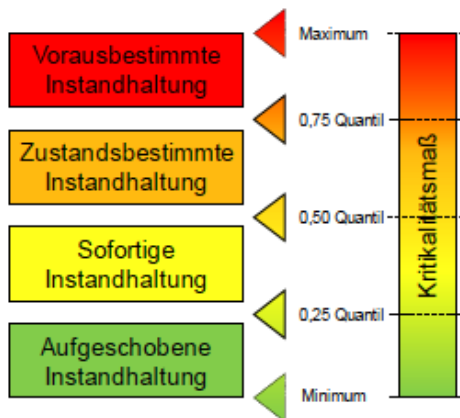 Vorausbestimmte
Instandhaltung
Zustandsbestimmte
Instandhaltung
Sofortige
Instandhaltung
Aufgeschobene
Instandhaltung
Maximum
0,75 Quantil
0,50 Quantil
0,25 Quantil
Minimum
Kritikalitätsmaß